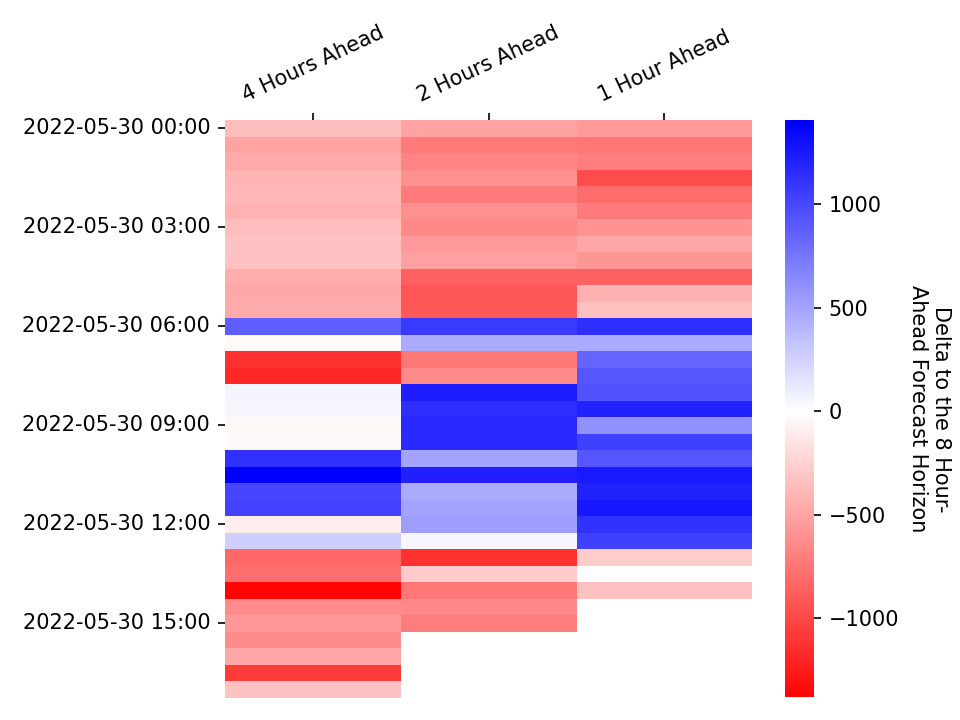 4 Hours Ahead
2 Hours Ahead
1 Hour Ahead
2022-05-30 00:00
2022-05-30 03:00
2022-05-30 06:00
2022-05-30 09:00
2022-05-30 12:00
2022-05-30 15:00
1000
500
0
−500
−1000
Delta to the 8 Hour-
Ahead Forecast Horizon